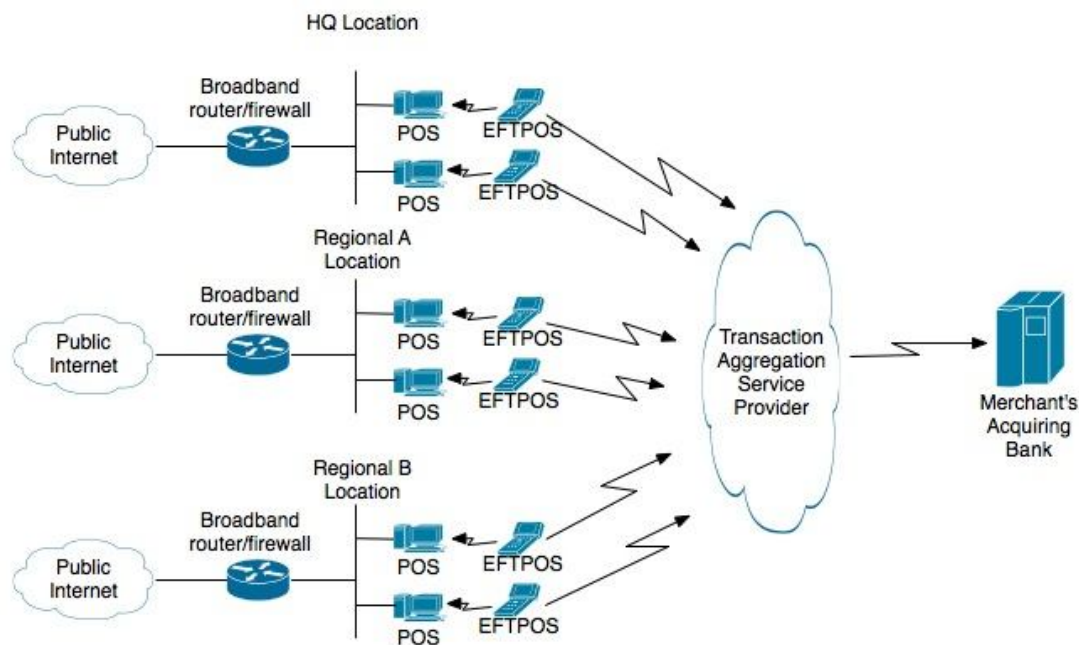 HQ Location
Broadband
router/firewall
Public
Internet
POS
EFTPOS
POS
EFTPOS
Regional A
Location
Broadband
router/firewall
Public
Internet
POS
EFTPOS
POS
EFTPOS
Transaction
Aggregation
Service
Provider
Merchant's
Acquiring
Bank
Regional B
Location
Broadband
router/firewall
Public
Internet
POS
EFTPOS
POS
EFTPOS